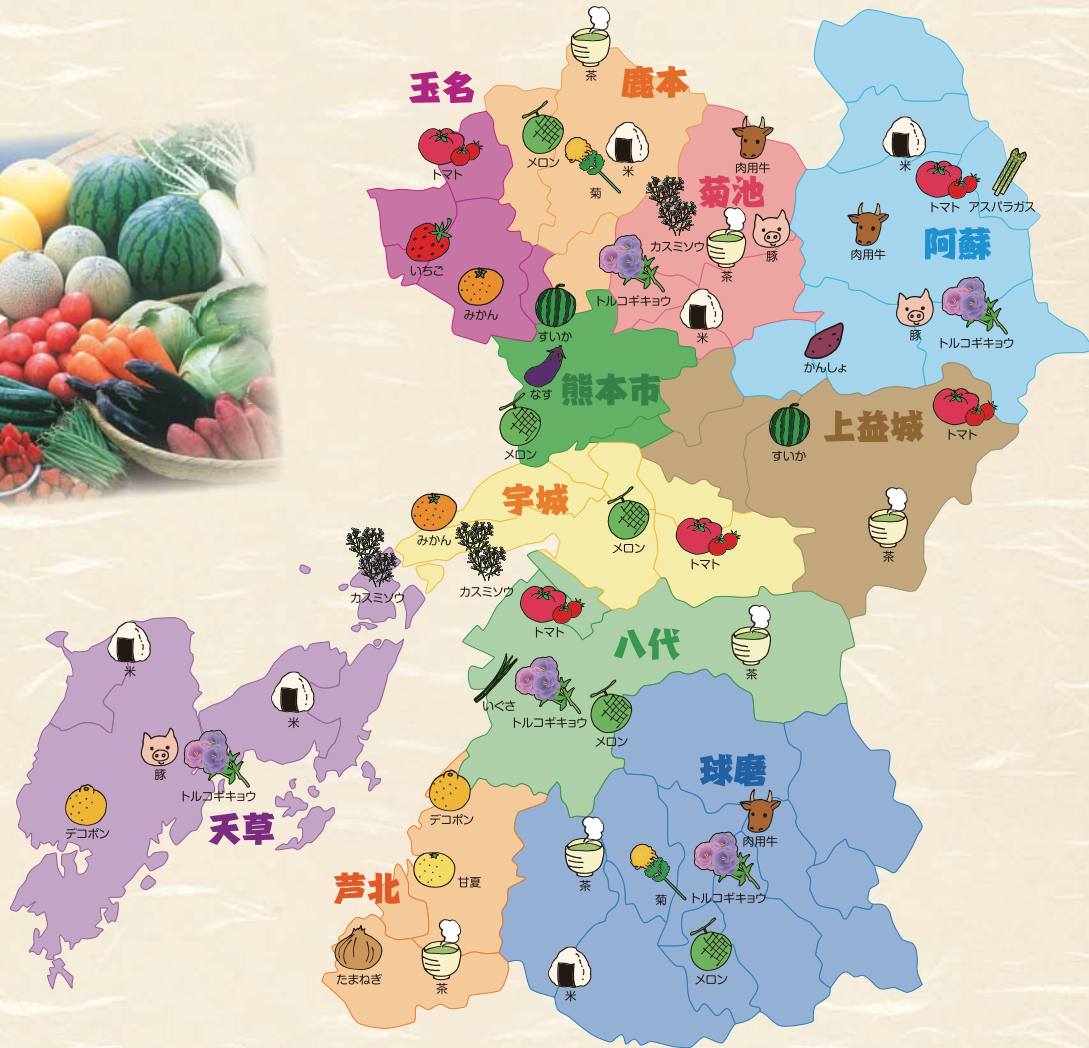 茶
鹿本
玉名
メロン
菊
米
トマト
いちご
みかん
肉用牛
菊池
カスミソウ
茶
豚
トルコギキョウ
米
米
トマト
アスパラガス
肉用牛
阿蘇
豚
トルコギキョウ
かんしょ
すいか
なす
熊本市
メロン
すいか
上益城
トマト
茶
宇城
みかん
メロン
トマト
カスミソウ
カスミソウ
トマト
八代
茶
いぐさ
トルコギキョウ
メロン
米
米
豚
トルコギキョウ
デコポン
天草
デコポン
甘夏
芦北
たまねぎ
茶
球磨
肉用牛
茶
菊
トルコギキョウ
メロン
米